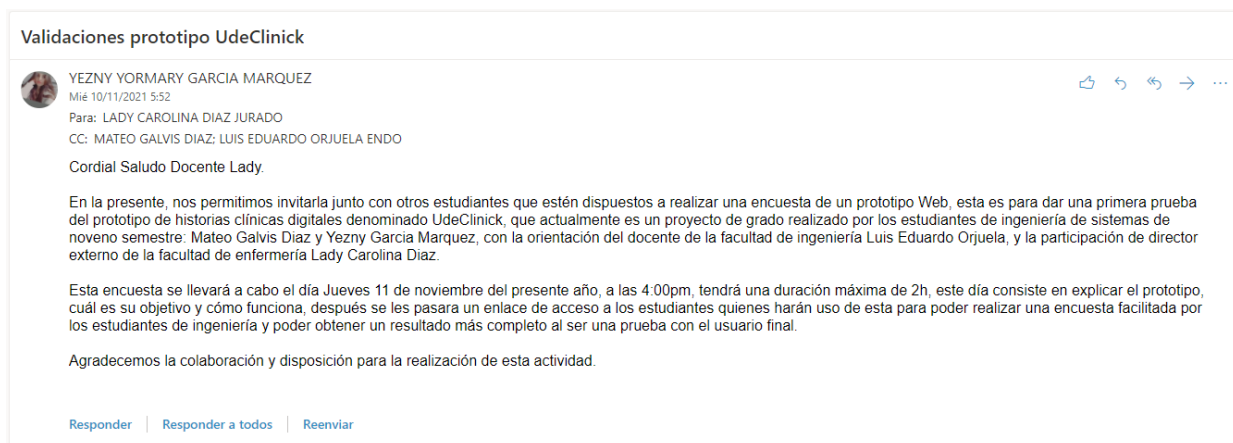 Validaciones prototipo UdeClinick
YEZNY YORMARY GARCIA MARQUEZ
Mié 10/11/2021 5:52
Para: LADY CAROLINA DIAZ JURADO
CC: MATEO GALVIS DIAZ; LUIS EDUARDO ORJUELA ENDO
Cordial Saludo Docente Lady.
En la presente, nos permitimos invitarla junto con otros estudiantes que estén dispuestos a realizar una encuesta de un prototipo Web, esta es para dar una primera prueba
del prototipo de historias clínicas digitales denominado UdeClinick, que actualmente es un proyecto de grado realizado por los estudiantes de ingeniería de sistemas de
noveno semestre: Mateo Galvis Diaz y Yezny Garcia Marquez, con la orientación del docente de la facultad de ingeniería Luis Eduardo Orjuela, y la participación de director
externo de la facultad de enfermería Lady Carolina Diaz.
Esta encuesta se llevará a cabo el día Jueves 11 de noviembre del presente año, a las 4:00pm, tendrá una duración máxima de 2h, este día consiste en explicar el prototipo,
cuál es su objetivo y cómo funciona, después se les pasara un enlace de acceso a los estudiantes quienes harán uso de esta para poder realizar una encuesta facilitada por
los estudiantes de ingeniería y poder obtener un resultado más completo al ser una prueba con el usuario final.
Agradecemos la colaboración y disposición para la realización de esta actividad.
Responder Responder a todos Reenviar